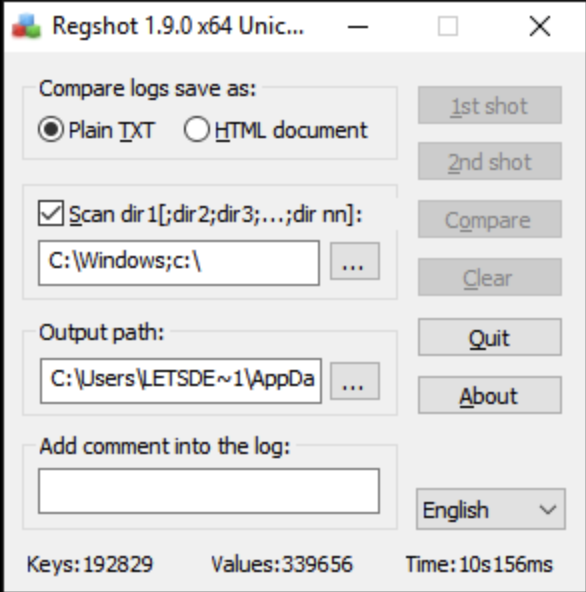 Regshot 1.9.0 x64 Unic...
Compare logs save as:
Plain TXT
HTML document
1st shot
2nd shot
Scan dir1[;dir2;dir3;...;dir nn]:
C:\Windows;c:\
...
Compare
Clear
Output path:
C:\Users\LETSDE~1\AppDa
...
Quit
About
Add comment into the log:
English
Keys:192829
Values:339656
Time:10s156ms